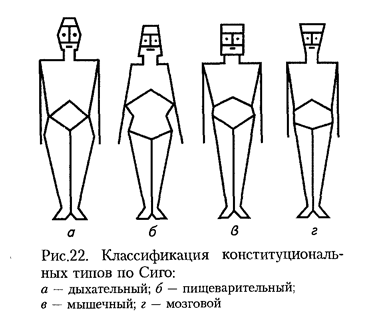 а б в г
Рис.22. Классификация конституциональ-
ных типов по Сиго:
а — дыхательный; б — пищеварительный;
в — мышечный; г — мозговой